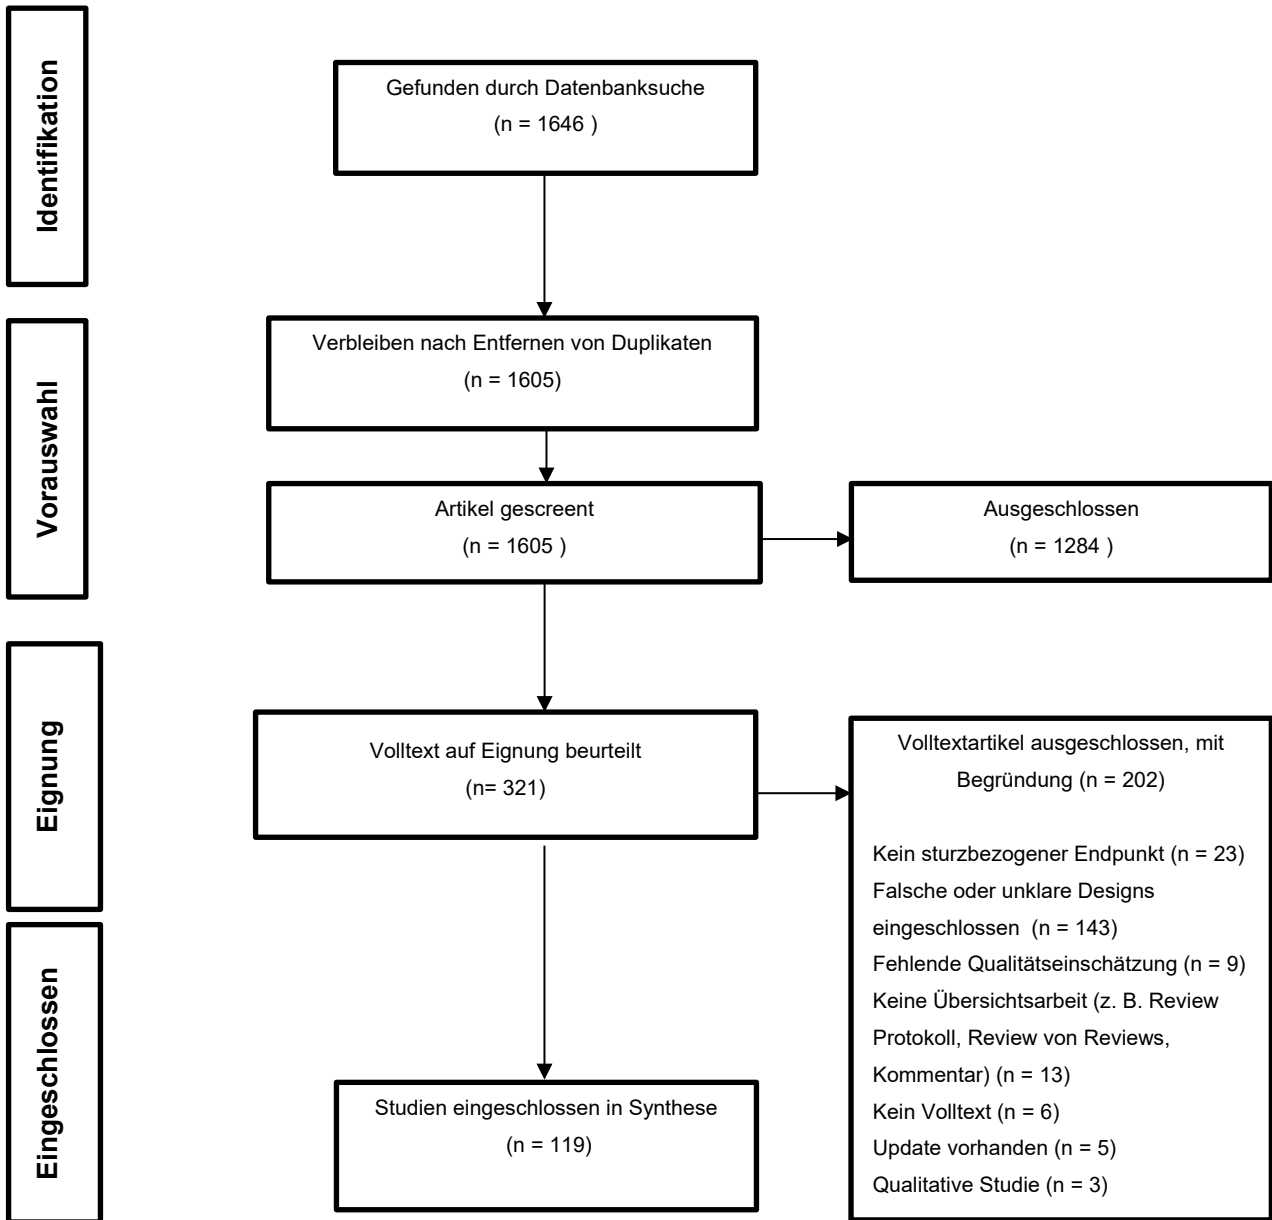 Identifikation
Gefunden durch Datenbanksuche
(n = 1646 )
Vorauswahl
Verbleiben nach Entfernen von Duplikaten
(n = 1605)
Artikel gescreent
(n = 1605 )
Ausgeschlossen
(n = 1284 )
Eignung
Volltext auf Eignung beurteilt
(n= 321)
Volltextartikel ausgeschlossen, mit
Begründung (n = 202)
Kein sturzbezogener Endpunkt (n = 23)
Falsche oder unklare Designs
eingeschlossen  (n = 143)
Fehlende Qualitätseinschätzung (n = 9)
Keine Übersichtsarbeit (z. B. Review
Protokoll, Review von Reviews,
Kommentar) (n = 13)
Kein Volltext (n = 6)
Update vorhanden (n = 5)
Qualitative Studie (n = 3)
Eingeschlossen
Studien eingeschlossen in Synthese
(n = 119)